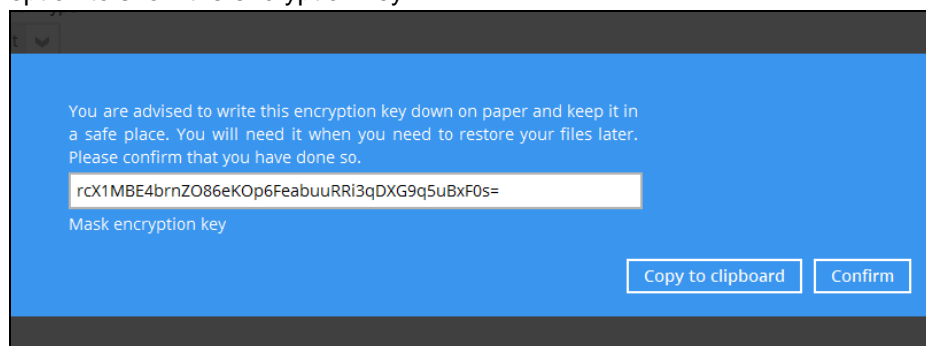 You are advised to write this encryption key down on paper and keep it in
a safe place. You will need it when you need to restore your files later.
Please confirm that you have done so.
rcX1MBE4brnZO86eKOp6FeabuuRRi3qDXG9q5uBxF0s=
Mask encryption key
Copy to clipboard Confirm